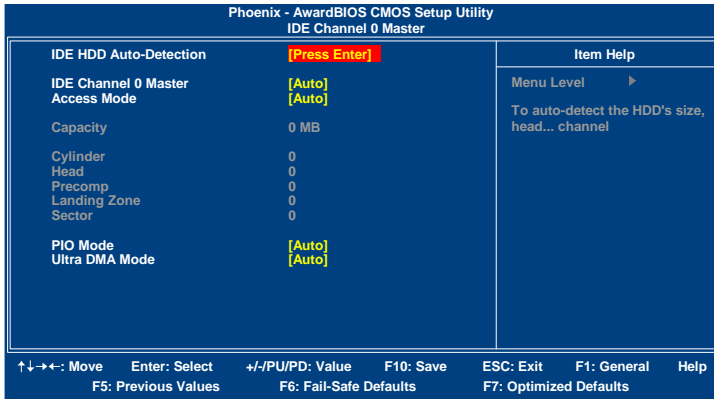 Phoenix - AwardBIOS CMOS Setup Utility
IDE Channel 0 Master
IDE HDD Auto-Detection [Press Enter]
IDE Channel 0 Master [Auto]
Access Mode [Auto]
Capacity 0 MB
Cylinder 0
Head 0
Precomp 0
Landing Zone 0
Sector 0
PIO Mode [Auto]
Ultra DMA Mode [Auto]
Item Help
Menu Level
To auto-detect the HDD's size,
head... channel
↑↓→←: Move Enter: Select +/-/PU/PD: Value F10: Save ESC: Exit F1: General Help
F5: Previous Values F6: Fail-Safe Defaults F7: Optimized Defaults